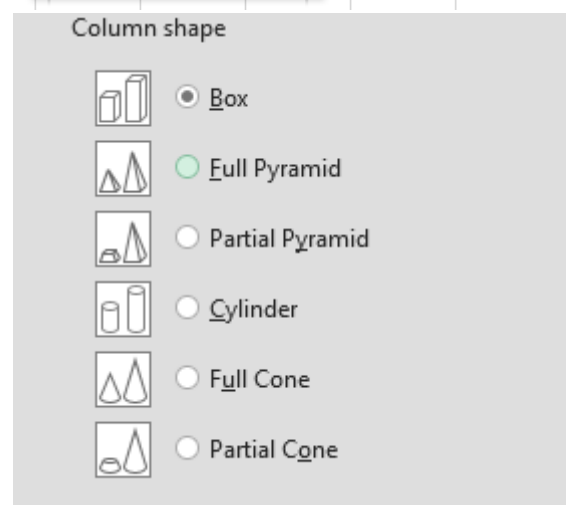 Column shape
Box
Full Pyramid
Partial Pyramid
Cylinder
Full Cone
Partial Cone